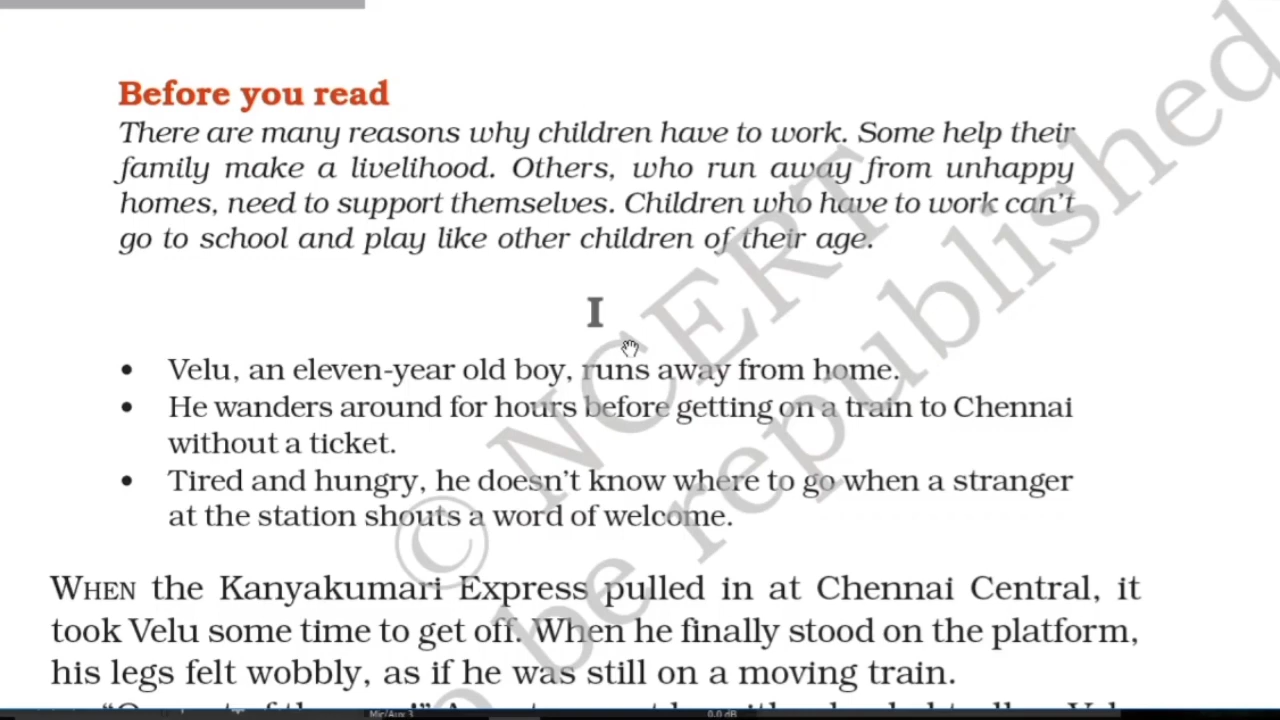 Before you read
There are many reasons why children have to work. Some help their
family make a livelihood. Others, who run away from unhappy
homes, need to support themselves. Children who have to work can't
go to school and play like other children of their age.
I
• Velu, an eleven-year old boy, runs away from home.
• He wanders around for hours before getting on a train to Chennai
without a ticket.
• Tired and hungry, he doesn't know where to go when a stranger
at the station shouts a word of welcome.
WHEN the Kanyakumari Express pulled in at Chennai Central, it
took Velu some time to get off. When he finally stood on the platform,
his legs felt wobbly, as if he was still on a moving train.
Mic/Aux 3
0.0 dB
© NCERT
be republished